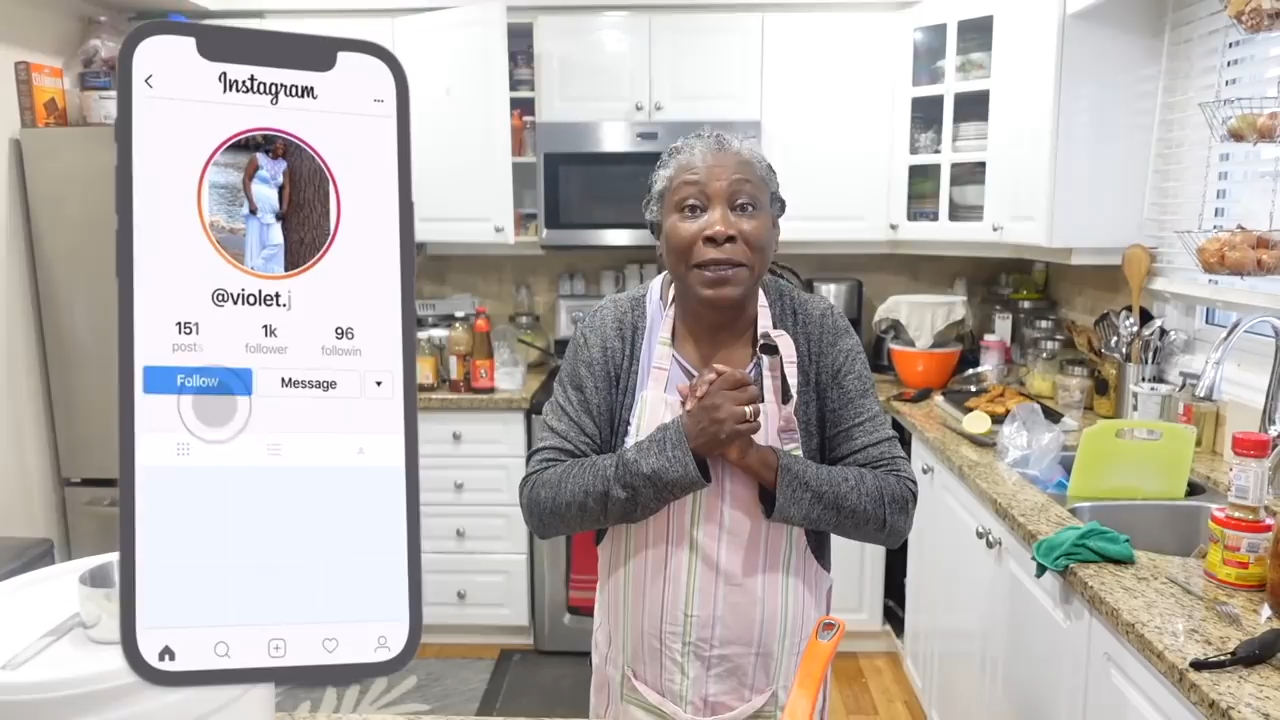 Instagram
@violet.j
151
posts
1k
follower
96
followin
Follow
Message